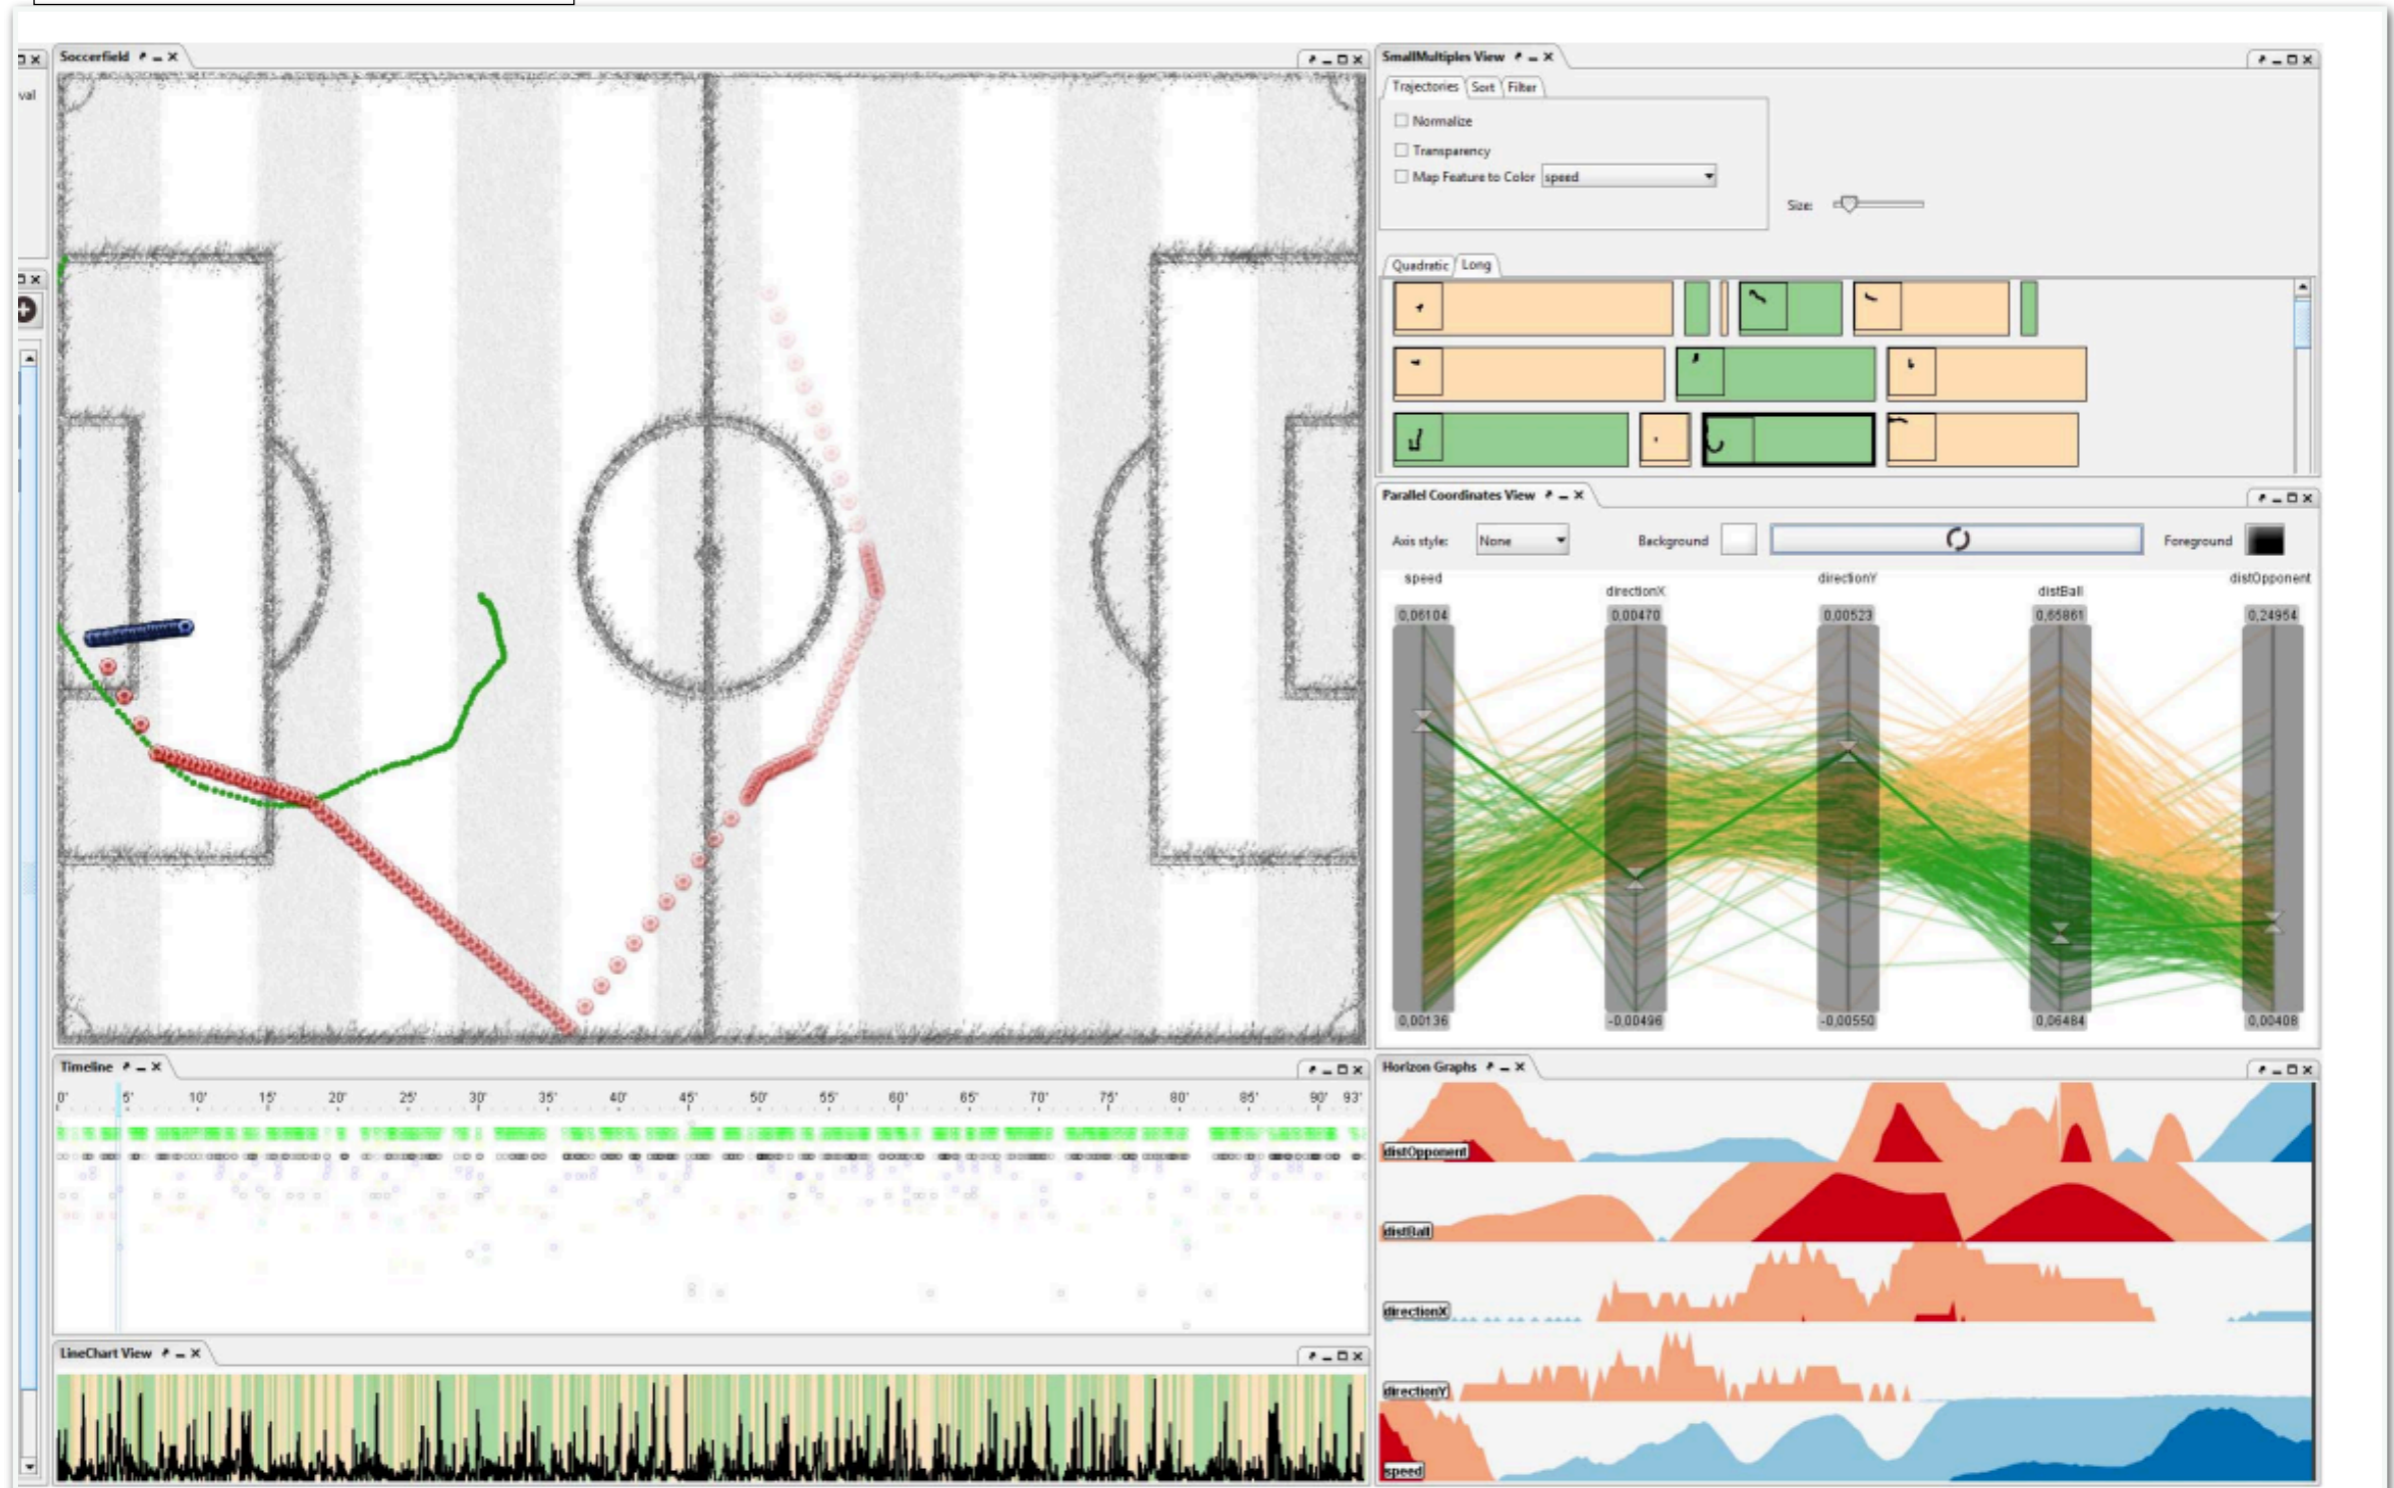 Soccerfield
val
SmallMultiples View
Trajectories Sort Filter
Normalize
Transparency
Map Feature to Color speed
Size:
Quadratic Long
Parallel Coordinates View
Axis style: None Background Foreground
speed directionX directionY distBall distOpponent
0,06104 0,00470 0,00523 0,65861 0,24954
0,00136 -0,00496 -0,00550 0,06484 0,00408
Timeline
0' 5' 10' 15' 20' 25' 30' 35' 40' 45' 50' 55' 60' 65' 70' 75' 80' 85' 90' 93'
LineChart View
Horizon Graphs
distOpponent
distBall
directionX
directionY
speed